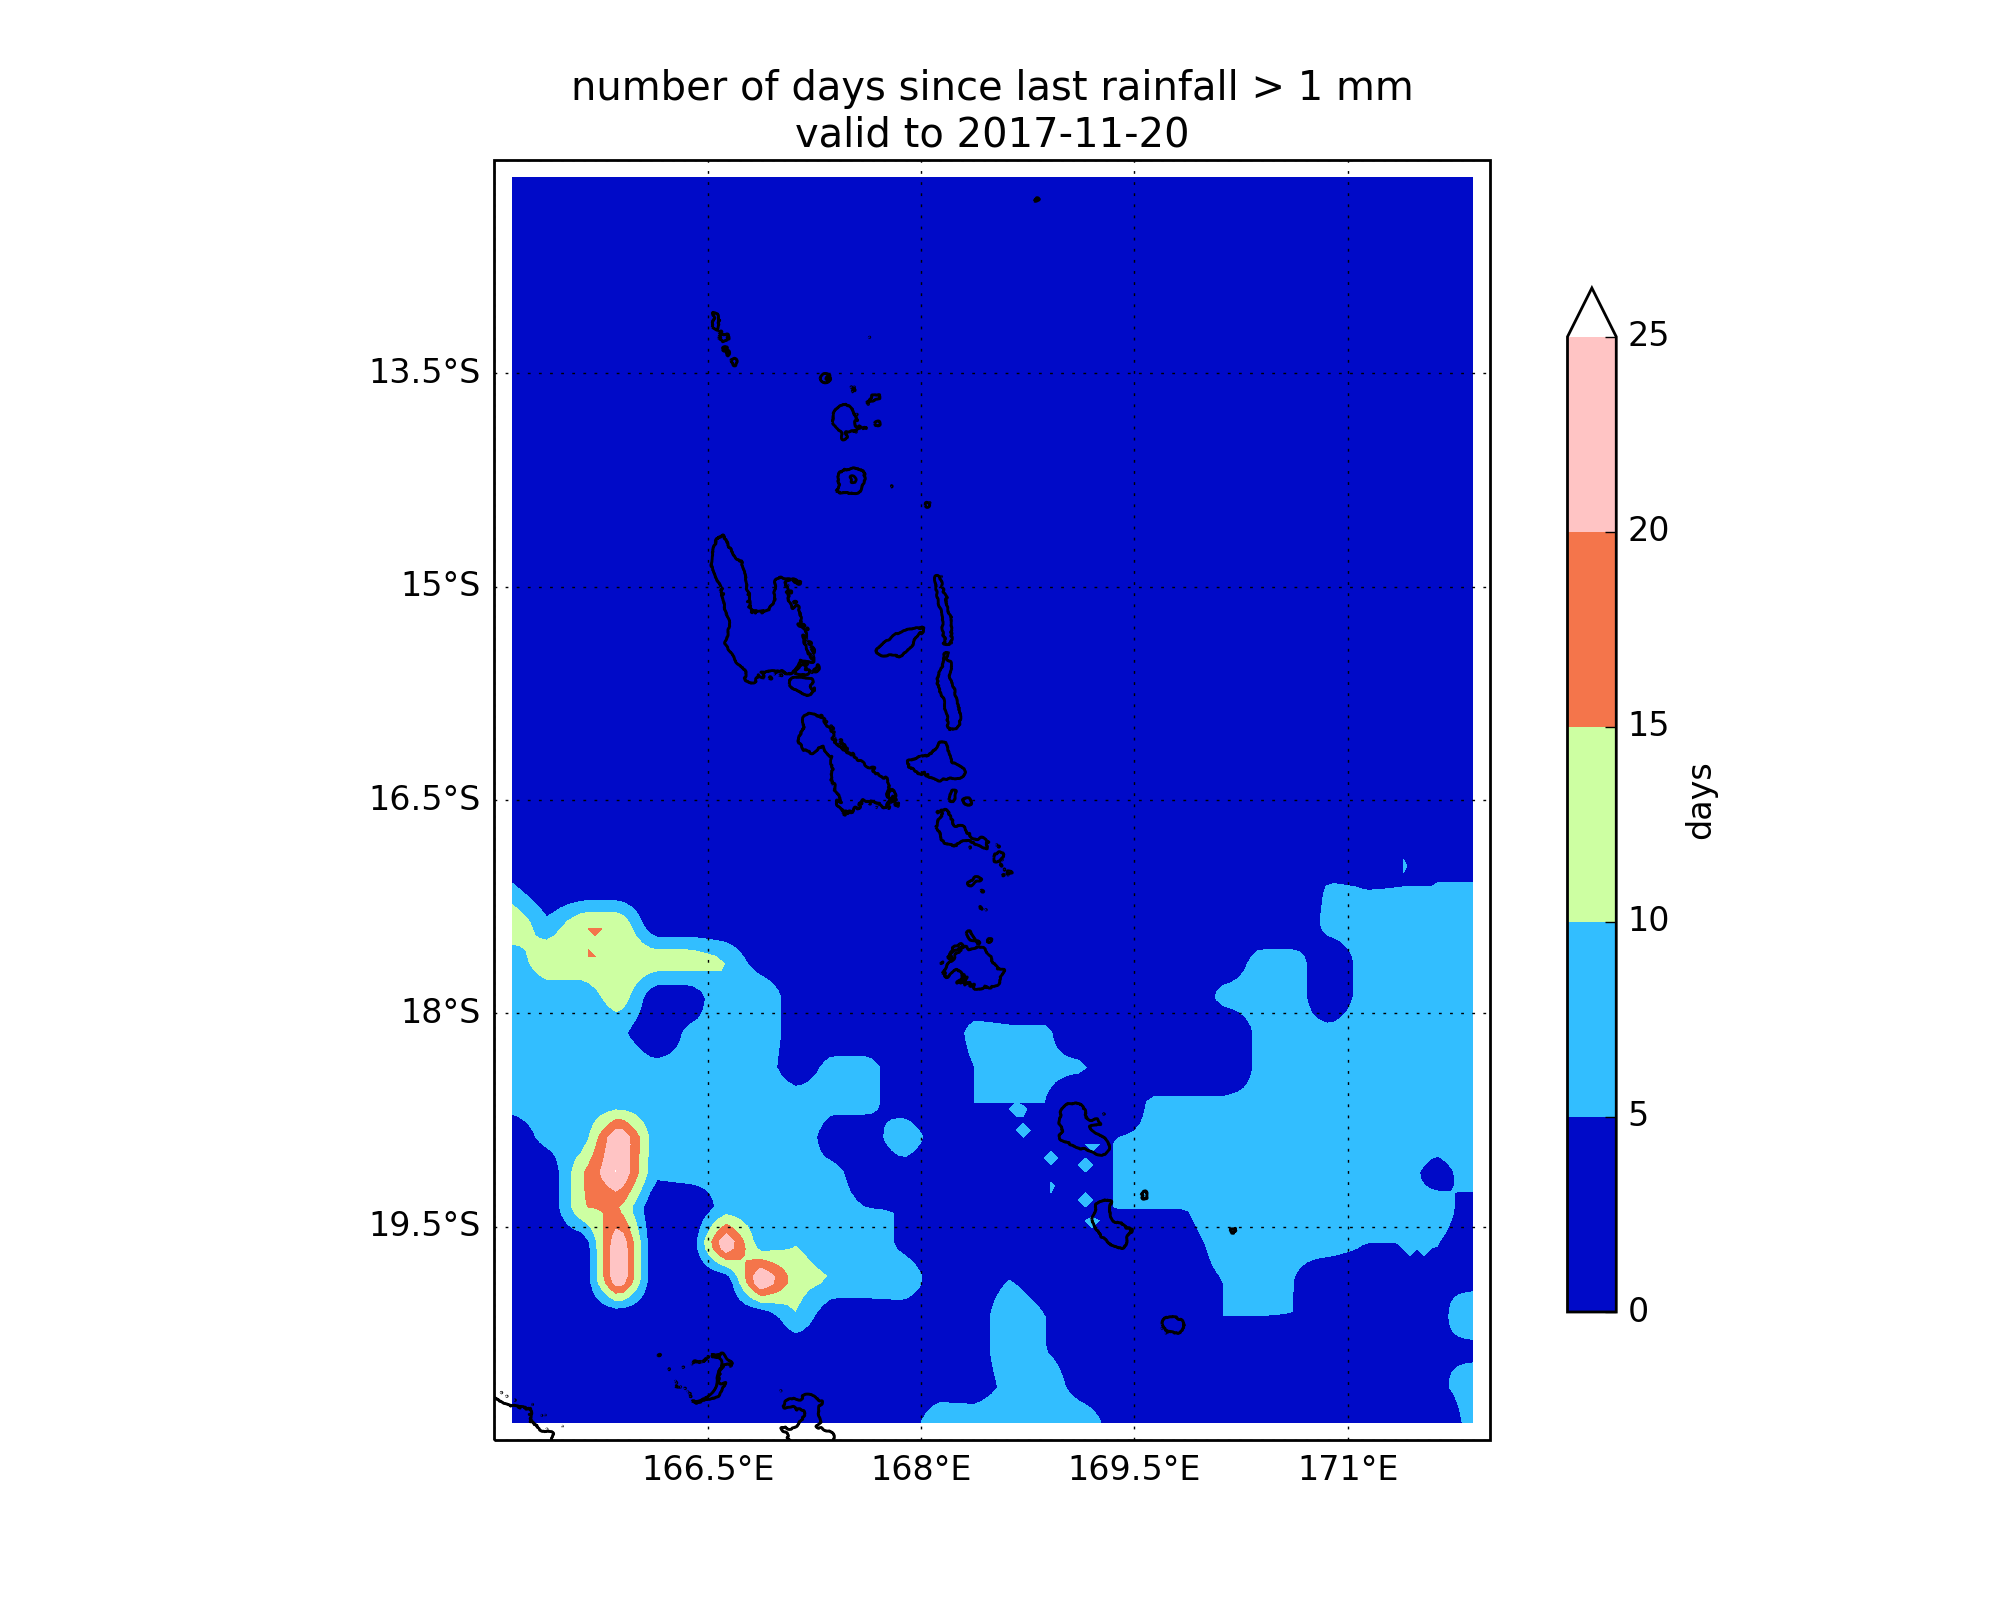 number of days since last rainfall > 1 mm
valid to 2017-11-20
13.5°S
15°S
16.5°S
18°S
19.5°S
166.5°E
168°E
169.5°E
171°E
25
20
15
10
5
0
days